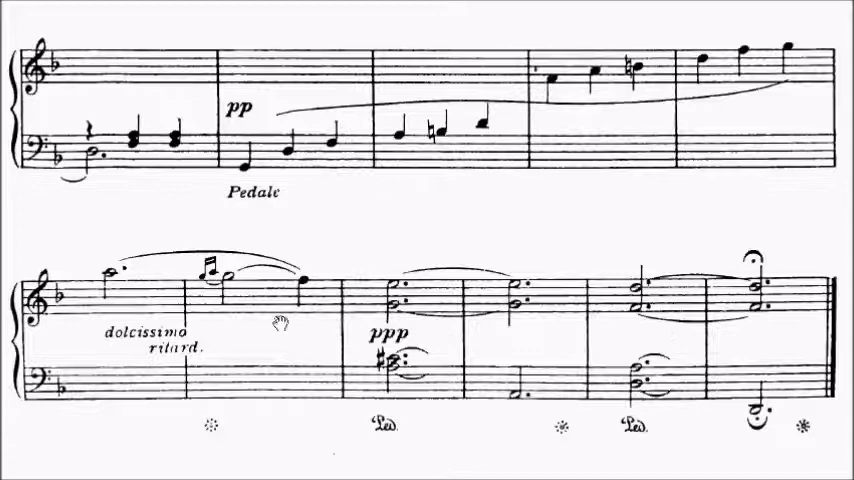 pp
Pedale
dolcissimo
ritard.
ppp
Ped.
Ped.